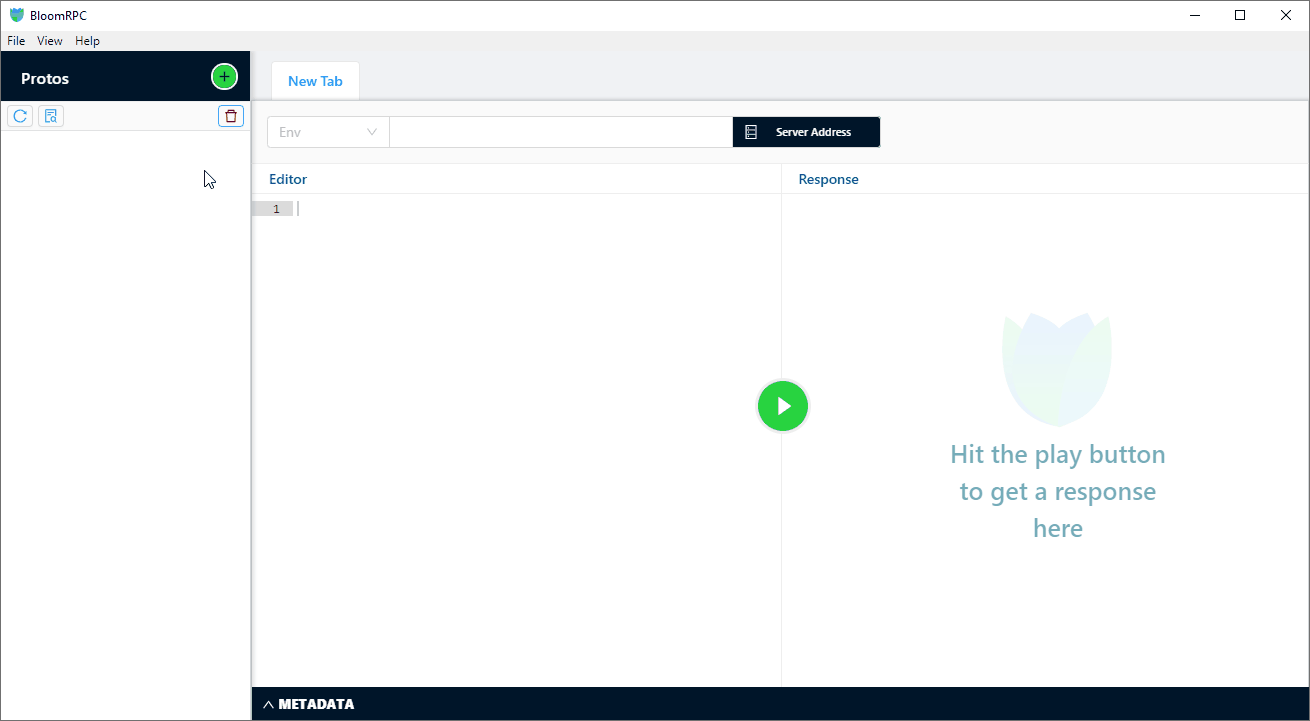 BloomRPC
File View Help
Protos
New Tab
Env
Server Address
Editor
Response
1
Hit the play button
to get a response
here
METADATA